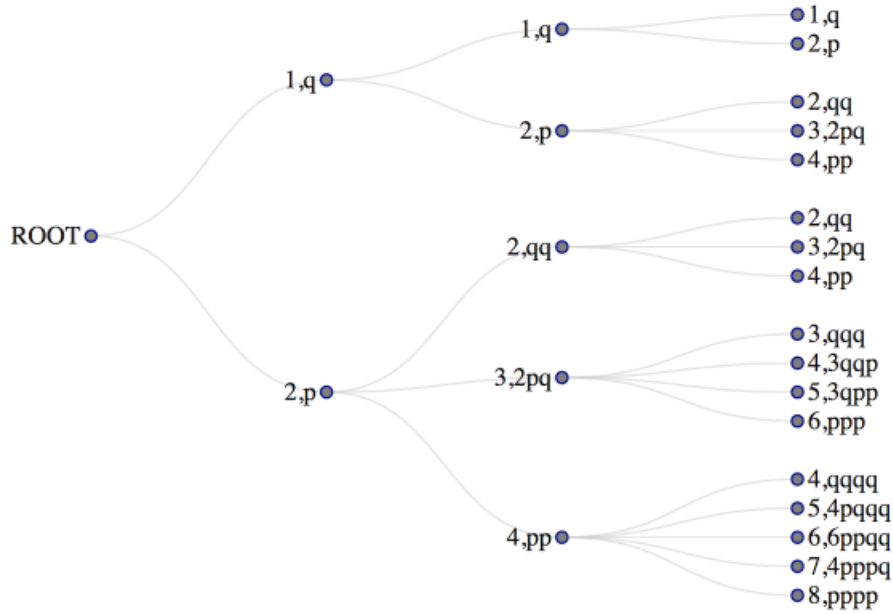 ROOT
1,q
2,p
1,q
2,p
2,qq
3,2pq
4,pp
1,q
2,p
2,qq
3,2pq
4,pp
2,qq
3,2pq
4,pp
3,qqq
4,3qqp
5,3qpp
6,ppp
4,qqqq
5,4pqqq
6,6ppqq
7,4pppq
8,pppp